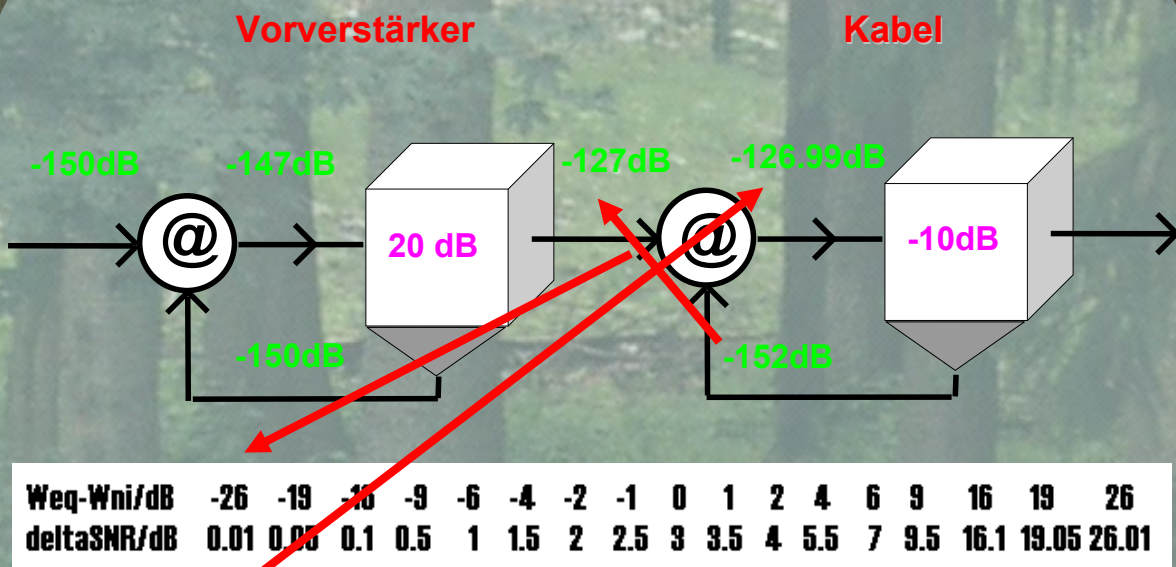 Vorverstärker Kabel
-150dB -147dB -127dB -126.99dB
@ 20 dB @ -10dB
-150dB -152dB
Weq-Wni/dB -26 -19 -9 -6 -4 -2 -1 0 1 2 4 6 9 16 19 26
deltaSNR/dB 0.01 0.05 0.1 0.5 1 1.5 2 2.5 3 3.5 4 5.5 7 9.5 16.1 19.05 26.01